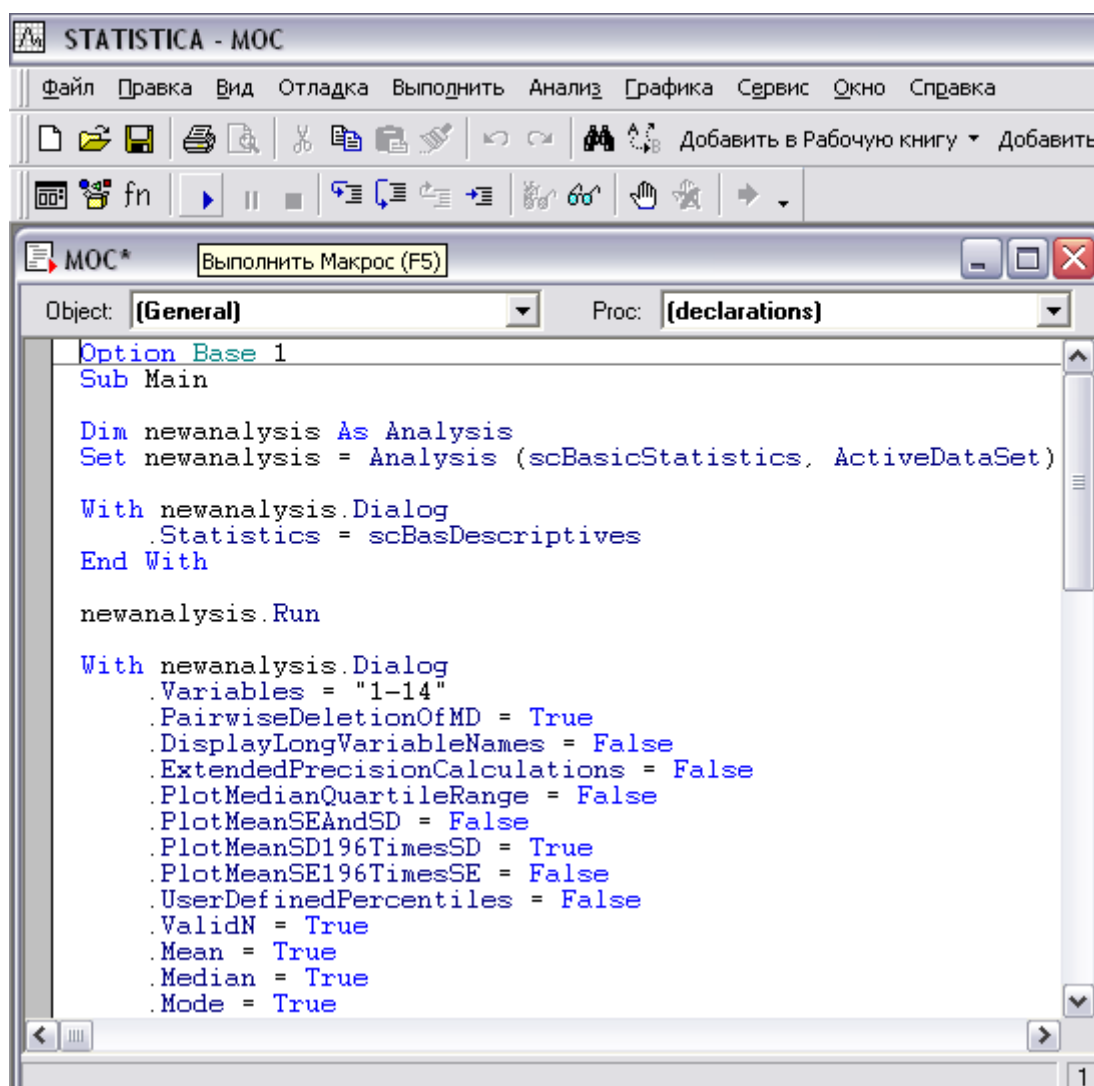 STATISTICA - МОС
Файл Правка Вид Отладка Выполнить Анализ Графика Сервис Окно Справка
Добавить в Рабочую книгу Добавить
fn
МОС*
Выполнить Макрос (F5)
Object: (General) Proc: (declarations)
Option Base 1
Sub Main
Dim newanalysis As Analysis
Set newanalysis = Analysis (scBasicStatistics, ActiveDataSet)
With newanalysis.Dialog
.Statistics = scBasDescriptives
End With
newanalysis.Run
With newanalysis.Dialog
.Variables = "1-14"
.PairwiseDeletionOfMD = True
.DisplayLongVariableNames = False
.ExtendedPrecisionCalculations = False
.PlotMedianQuartileRange = False
.PlotMeanSEAndSD = False
.PlotMeanSD196TimesSD = True
.PlotMeanSE196TimesSE = False
.UserDefinedPercentiles = False
.ValidN = True
.Mean = True
.Median = True
.Mode = True
1